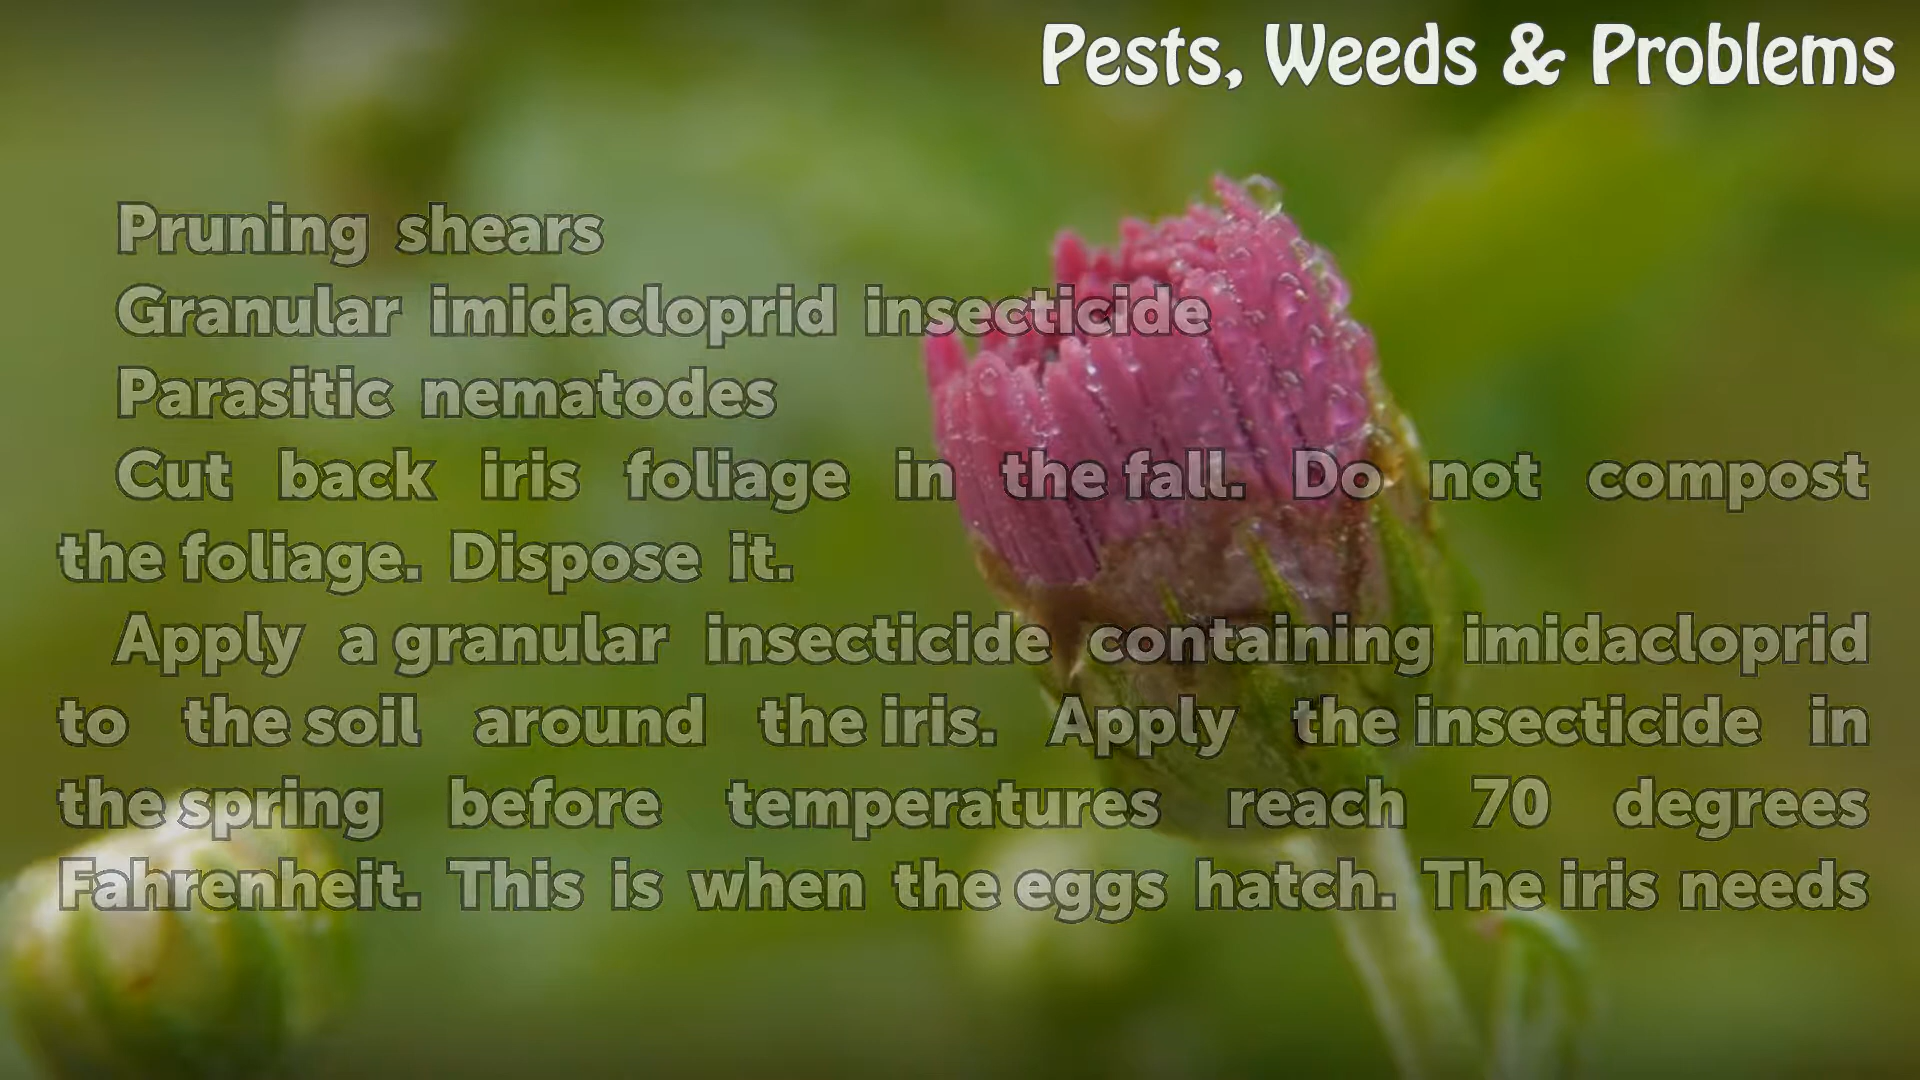 Pests, Weeds & Problems
Pruning shears
Granular imidacloprid insecticide
Parasitic nematodes
Cut back iris foliage in the fall. Do not compost
the foliage. Dispose it.
Apply a granular insecticide containing imidacloprid
to the soil around the iris. Apply the insecticide in
the spring before temperatures reach 70 degrees
Fahrenheit. This is when the eggs hatch. The iris needs